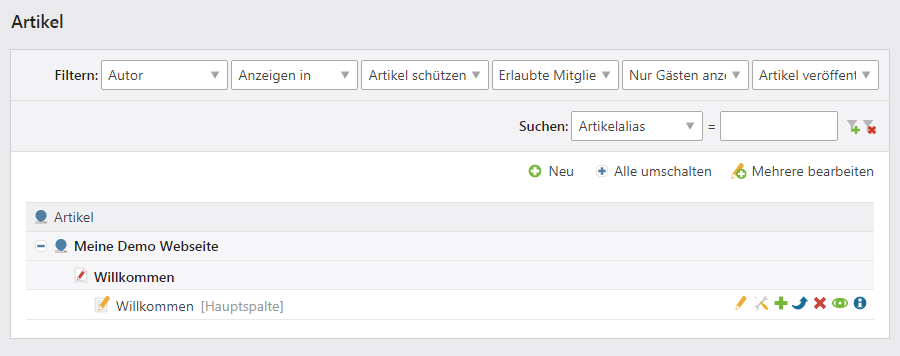 Artikel
Filtern: Autor Anzeigen in Artikel schützen Erlaubte Mitglie Nur Gästen anz Artikel veröffent
Suchen: Artikelalias =
Neu Alle umschalten Mehrere bearbeiten
Artikel
Meine Demo Webseite
Willkommen
Willkommen [Hauptspalte]